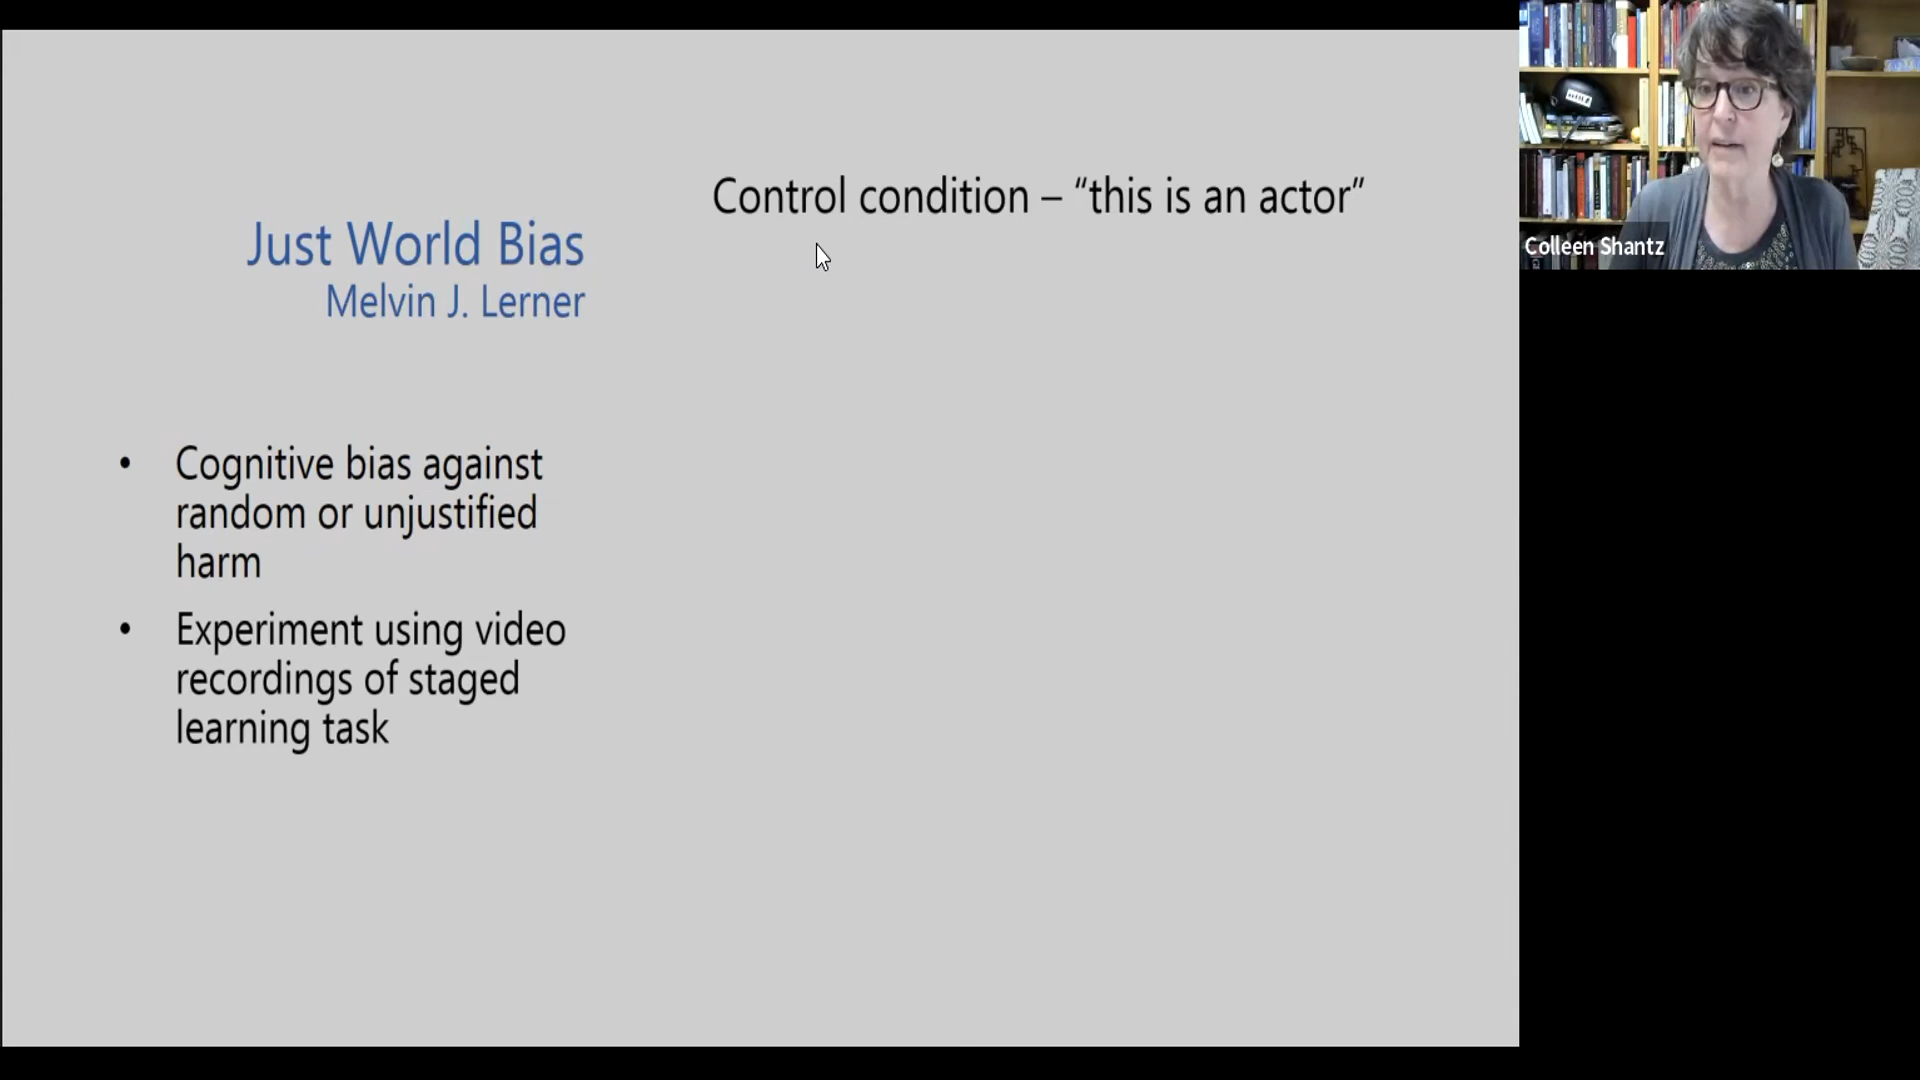 Just World Bias
Melvin J. Lerner
• Cognitive bias against
random or unjustified
harm
• Experiment using video
recordings of staged
learning task
Control condition – “this is an actor”
Colleen Shantz